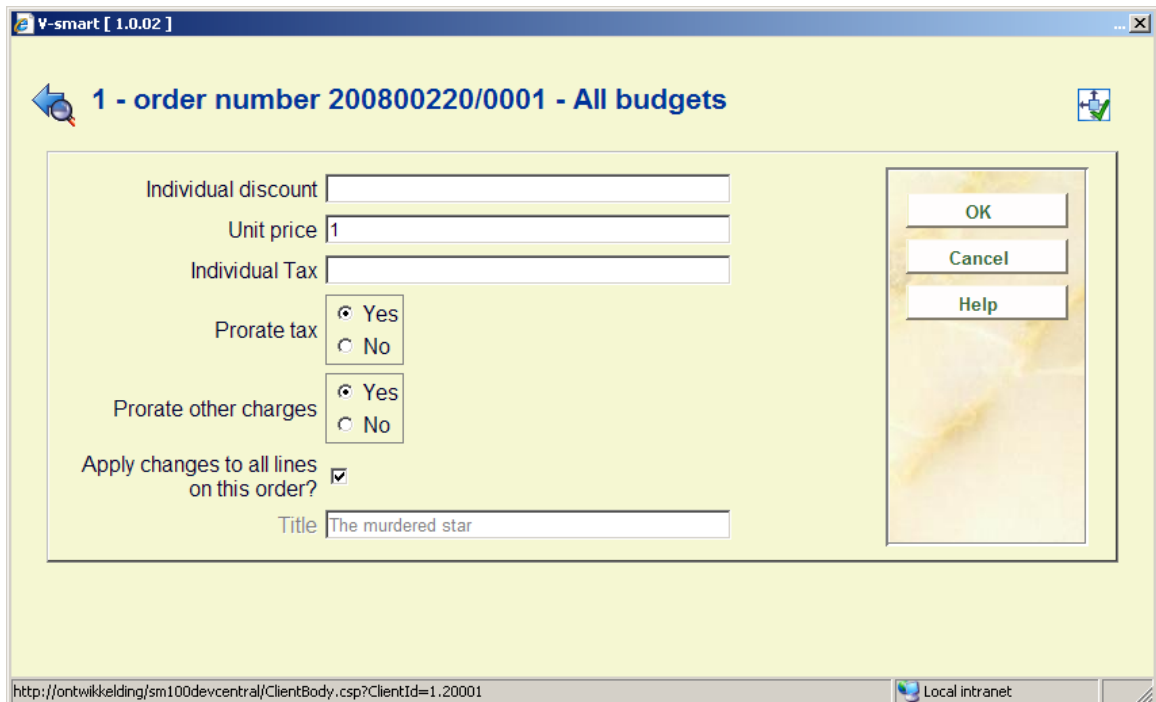 V-smart [ 1.0.02 ]
...
1 - order number 200800220/0001 - All budgets
Individual discount
Unit price 1
Individual Tax
Prorate tax
Yes
No
Prorate other charges
Yes
No
Apply changes to all lines
on this order?
Title The murdered star
OK
Cancel
Help
http://ontwikkelding/sm100devcentral/ClientBody.csp?ClientId=1.20001
Local intranet